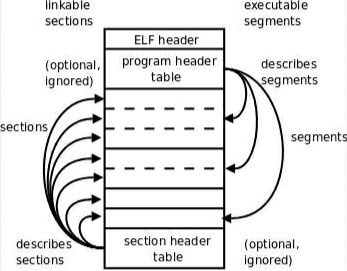 linkable
sections
executable
segments
ELF header
(optional,
ignored)
program header
table
describes
segments
sections
segments
describes
sections
section header
table
(optional,
ignored)